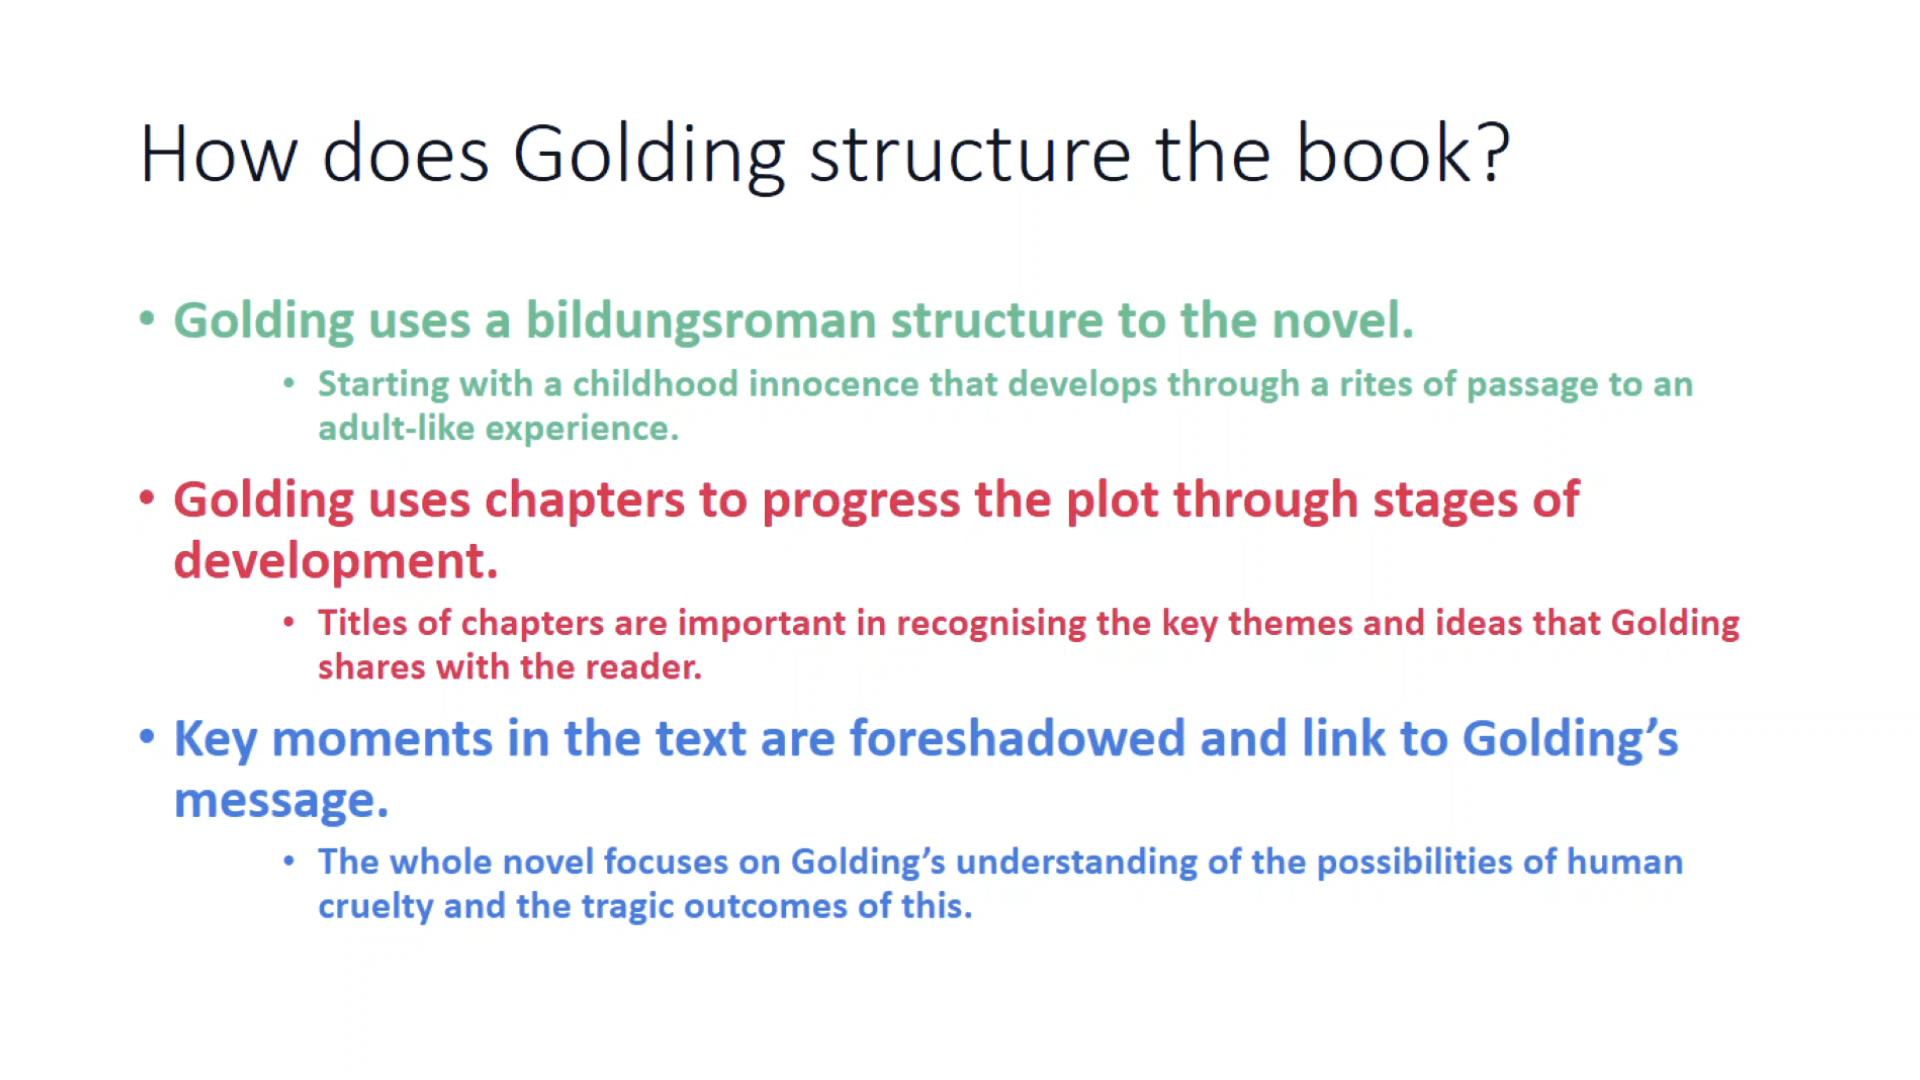 How does Golding structure the book?
• Golding uses a bildungsroman structure to the novel.
• Starting with a childhood innocence that develops through a rites of passage to an
adult-like experience.
• Golding uses chapters to progress the plot through stages of
development.
• Titles of chapters are important in recognising the key themes and ideas that Golding
shares with the reader.
• Key moments in the text are foreshadowed and link to Golding’s
message.
• The whole novel focuses on Golding’s understanding of the possibilities of human
cruelty and the tragic outcomes of this.